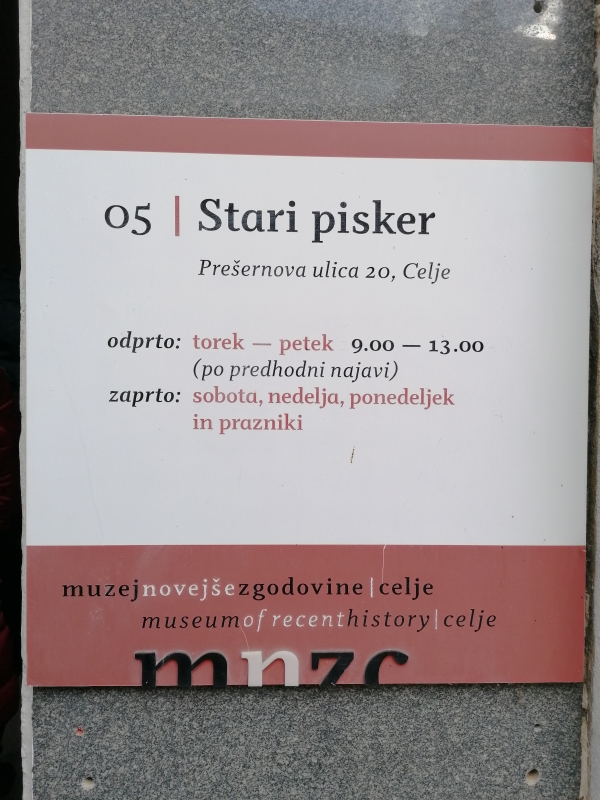 05 | Stari pisker
Prešernova ulica 20, Celje
odprto: torek — petek 9.00 — 13.00
(po predhodni najavi)
zaprto: sobota, nedelja, ponedeljek
in prazniki
muzejnovejšezgodovine|celje
museumofrecenthistory|celje
mnzc